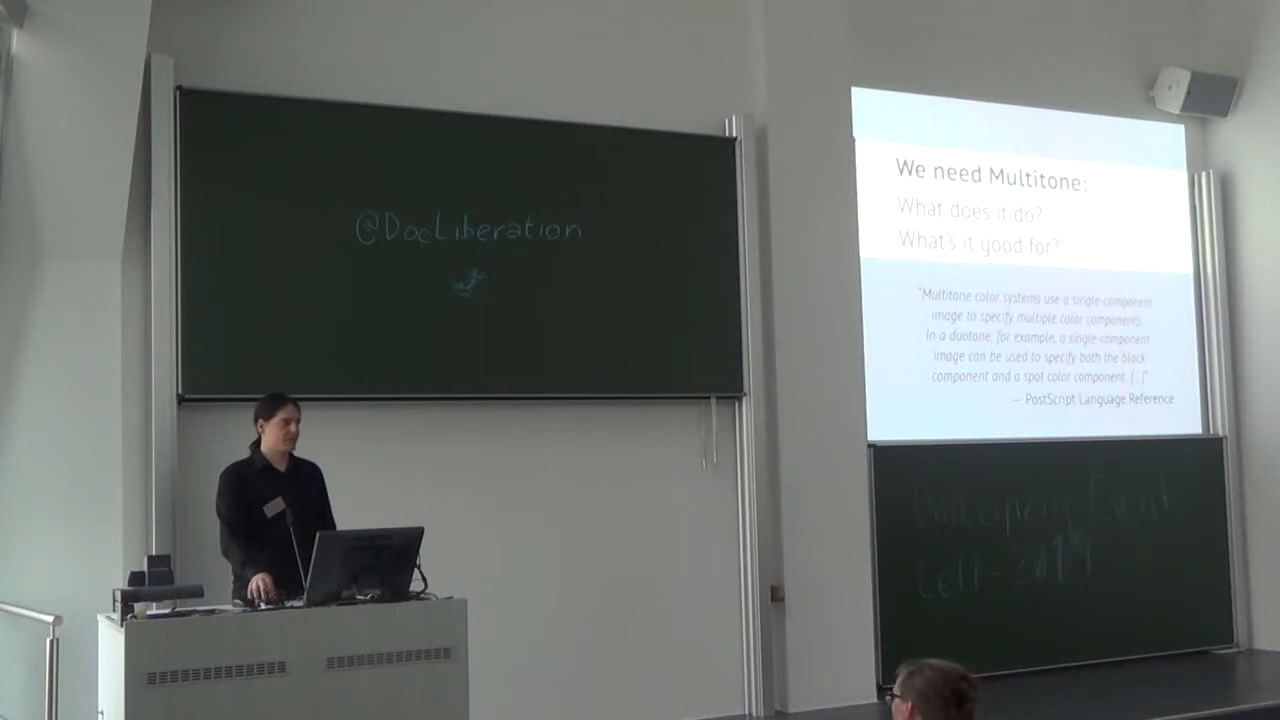 @DocLiberation
We need Multitone:
What does it do?
What's it good for?
"Multitone color systems use a single-component
image to specify multiple color components.
In a duotone, for example, a single-component
image can be used to specify both the black
component and a spot color component. [...]"
— PostScript Language Reference